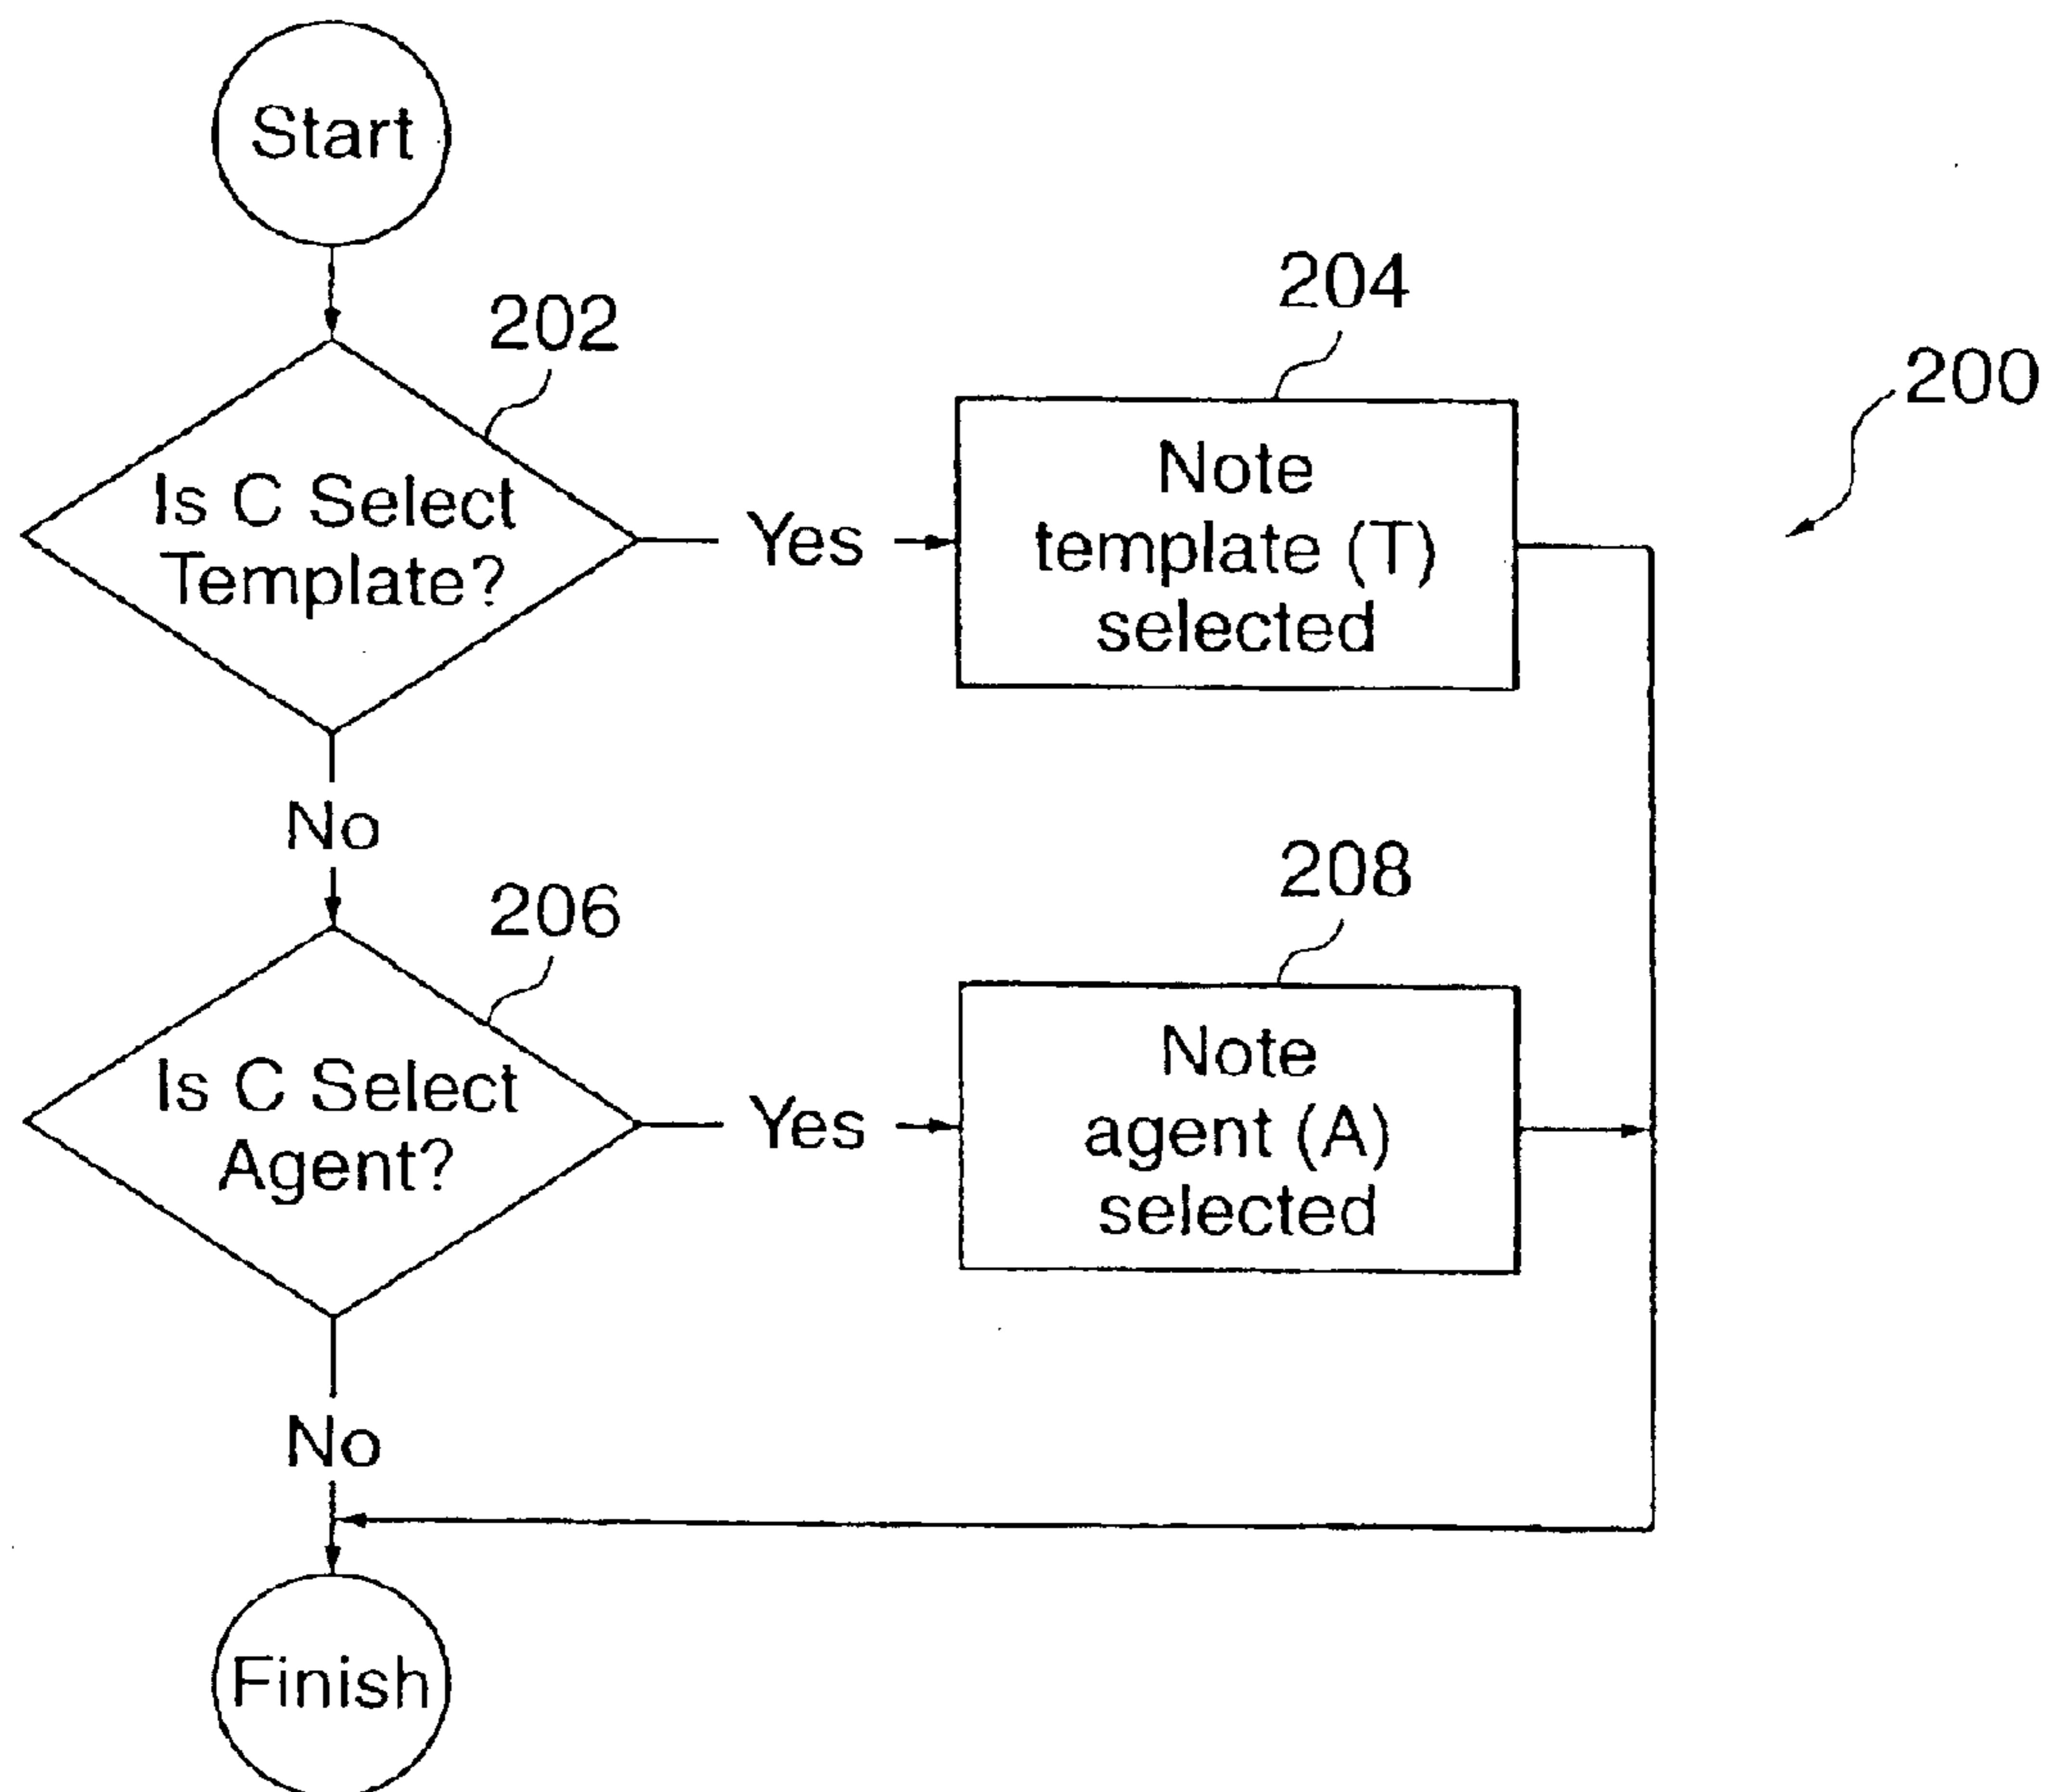 Start
202
204
200
Is C Select
Template?
Yes
Note
template (T)
selected
No
206
208
Is C Select
Agent?
Yes
Note
agent (A)
selected
No
Finish